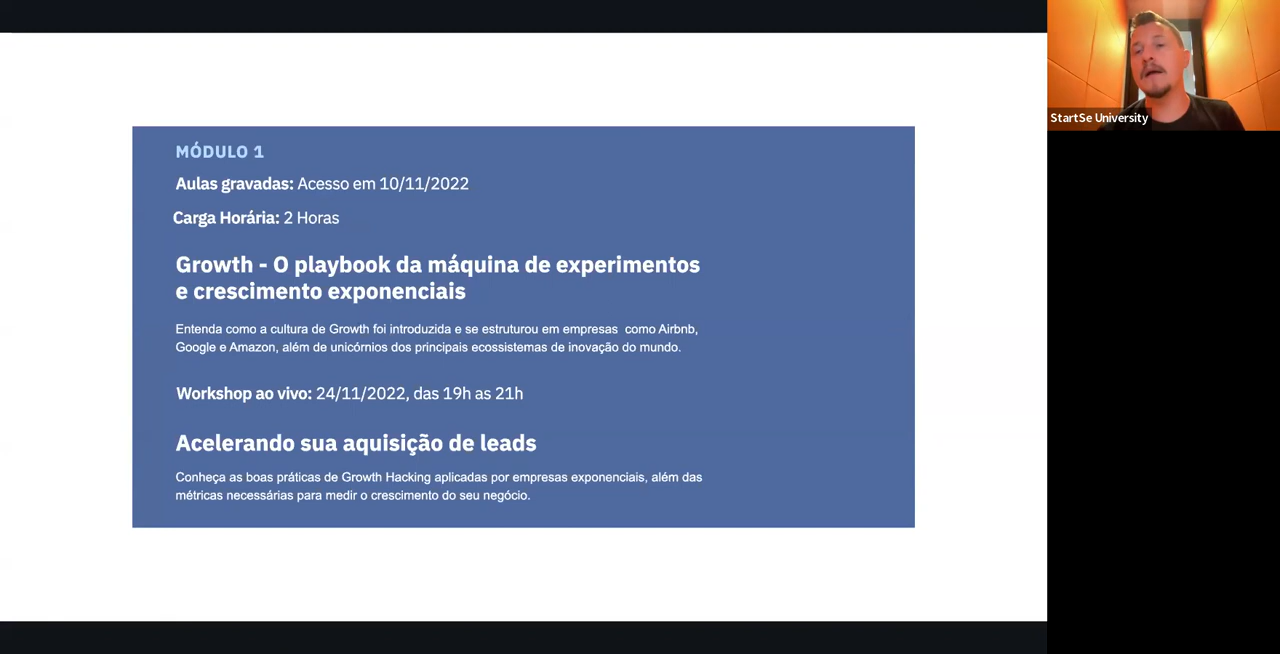 MÓDULO 1
Aulas gravadas: Acesso em 10/11/2022
Carga Horária: 2 Horas
Growth - O playbook da máquina de experimentos
e crescimento exponenciais
Entenda como a cultura de Growth foi introduzida e se estruturou em empresas como Airbnb,
Google e Amazon, além de unicórnios dos principais ecossistemas de inovação do mundo.
Workshop ao vivo: 24/11/2022, das 19h as 21h
Acelerando sua aquisição de leads
Conheça as boas práticas de Growth Hacking aplicadas por empresas exponenciais, além das
métricas necessárias para medir o crescimento do seu negócio.
StartSe University